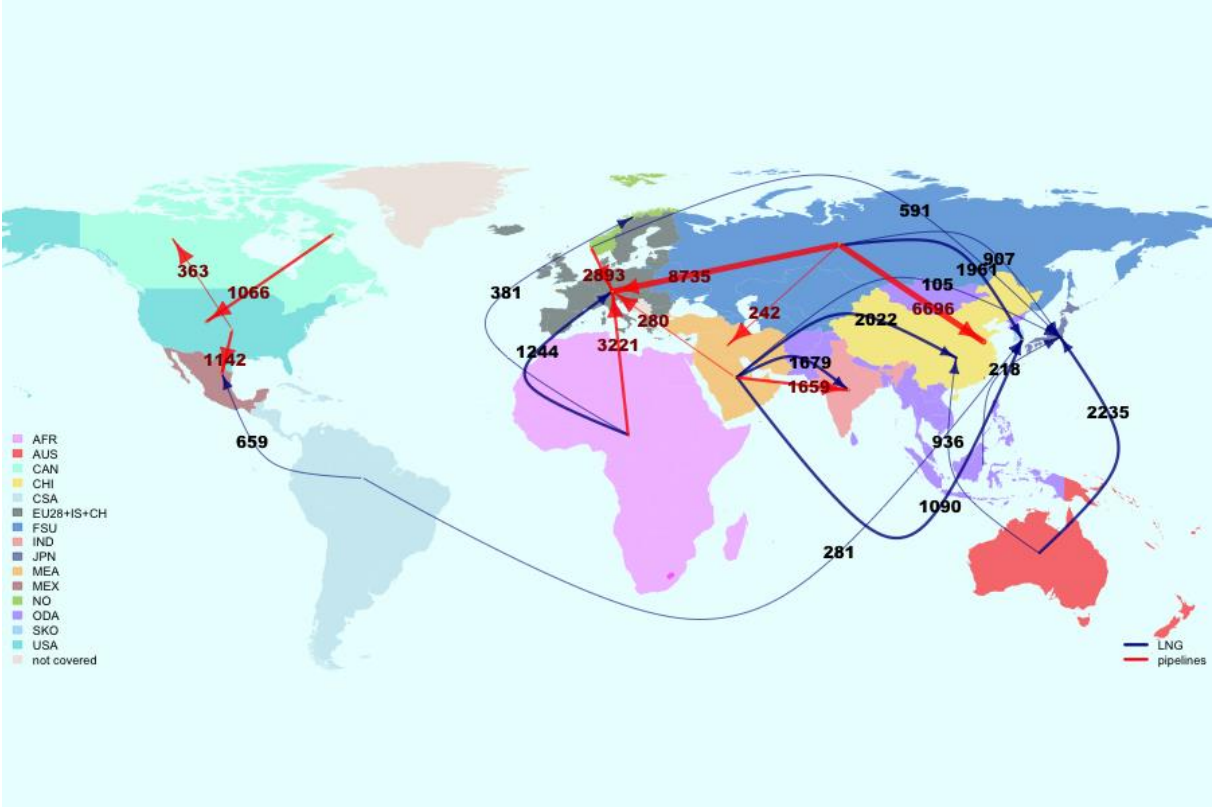 591
907
1961
105
363
2893
8735
381
1066
6696
242
280
2022
3221
1244
1142
1679
218
1659
2235
659
936
1090
281
AFR
AUS
CAN
CHI
CSA
EU28+IS+CH
FSU
IND
JPN
MEA
MEX
NO
ODA
SKO
USA
not covered
LNG
pipelines